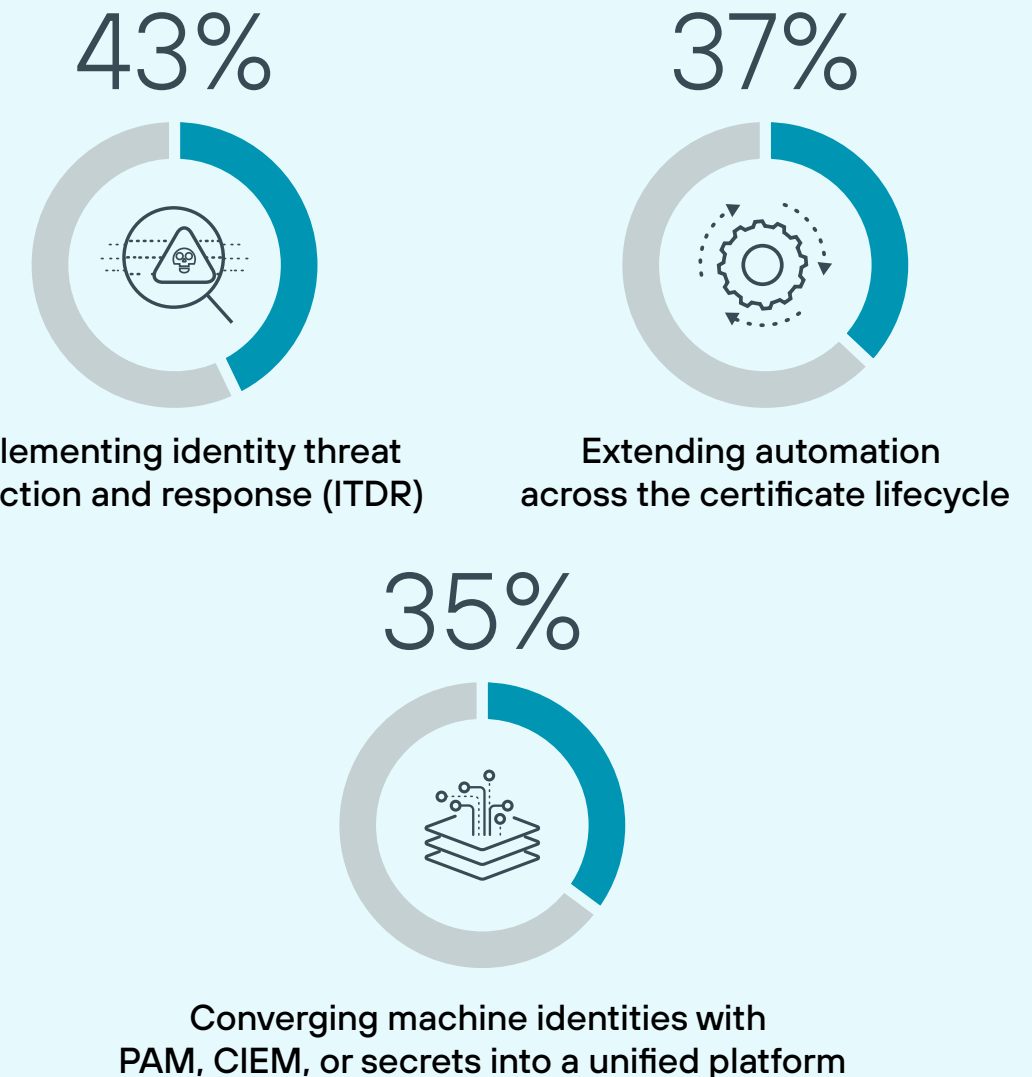 43%
37%
lementing identity threat
ction and response (ITDR)
Extending automation
across the certificate lifecycle
35%
Converging machine identities with
PAM, CIEM, or secrets into a unified platform